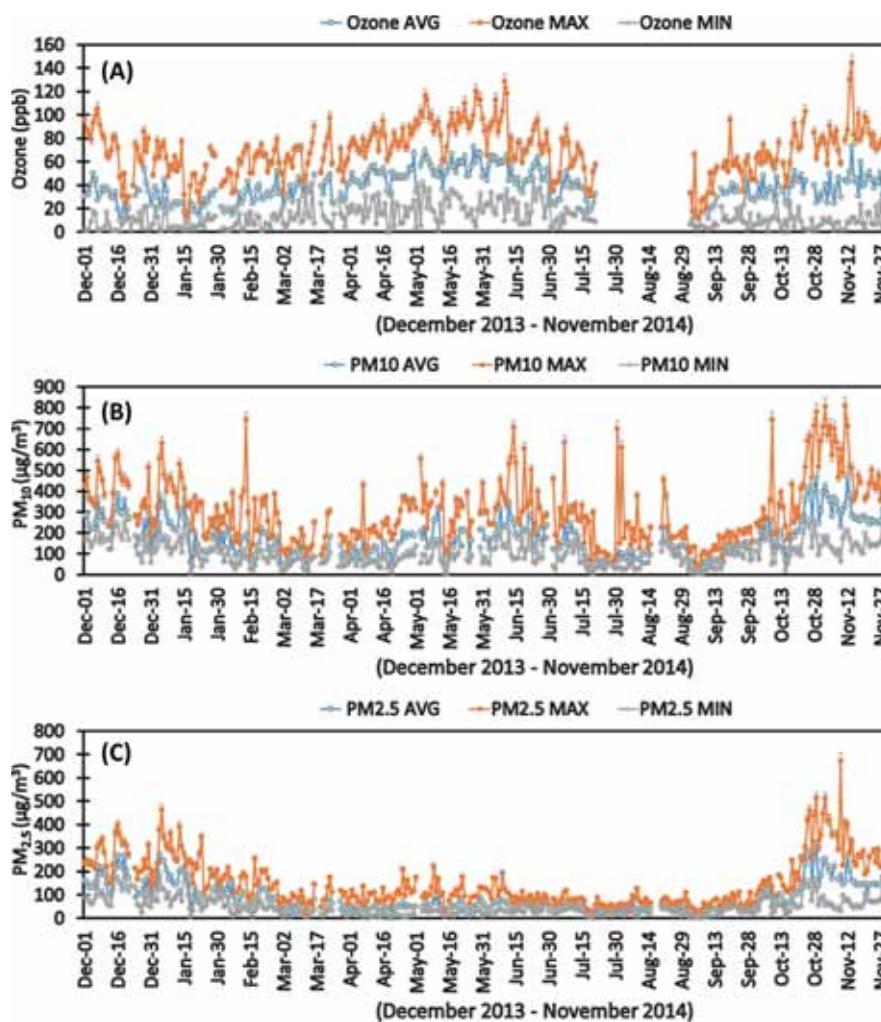 Ozone AVG Ozone MAX Ozone MIN
(A)
Ozone (ppb)
160
140
120
100
80
60
40
20
0
Dec-01 Dec-16 Dec-31 Jan-15 Jan-30 Feb-15 Mar-02 Mar-17 Apr-01 Apr-16 May-01 May-16 May-31 Jun-15 Jun-30 Jul-15 Jul-30 Aug-14 Aug-29 Sep-13 Sep-28 Oct-13 Oct-28 Nov-12 Nov-27
(December 2013 - November 2014)
PM10 AVG PM10 MAX PM10 MIN
(B)
PM10 (µg/m³)
900
800
700
600
500
400
300
200
100
0
Dec-01 Dec-16 Dec-31 Jan-15 Jan-30 Feb-15 Mar-02 Mar-17 Apr-01 Apr-16 May-01 May-16 May-31 Jun-15 Jun-30 Jul-15 Jul-30 Aug-14 Aug-29 Sep-13 Sep-28 Oct-13 Oct-28 Nov-12 Nov-27
(December 2013 - November 2014)
PM2.5 AVG PM2.5 MAX PM2.5 MIN
(C)
PM2.5 (µg/m³)
800
700
600
500
400
300
200
100
0
Dec-01 Dec-16 Dec-31 Jan-15 Jan-30 Feb-15 Mar-02 Mar-17 Apr-01 Apr-16 May-01 May-16 May-31 Jun-15 Jun-30 Jul-15 Jul-30 Aug-14 Aug-29 Sep-13 Sep-28 Oct-13 Oct-28 Nov-12 Nov-27
(December 2013 - November 2014)